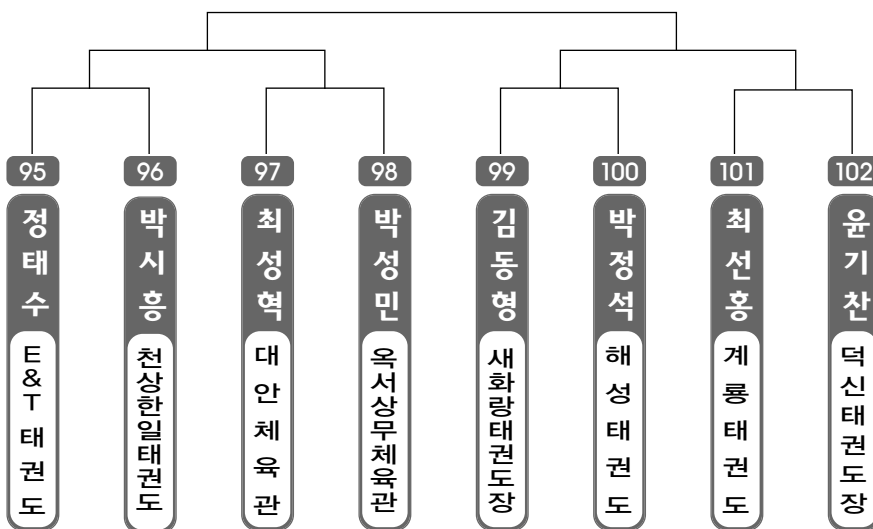 95
정태수
E&T 태권도
96
박시흥
천상한일태권도
97
최성혁
대안체육관
98
박성민
옥서상무체육관
99
김동형
새화랑태권도장
100
박정석
해성태권도
101
최선홍
계룡태권도
102
윤기찬
덕신태권도장